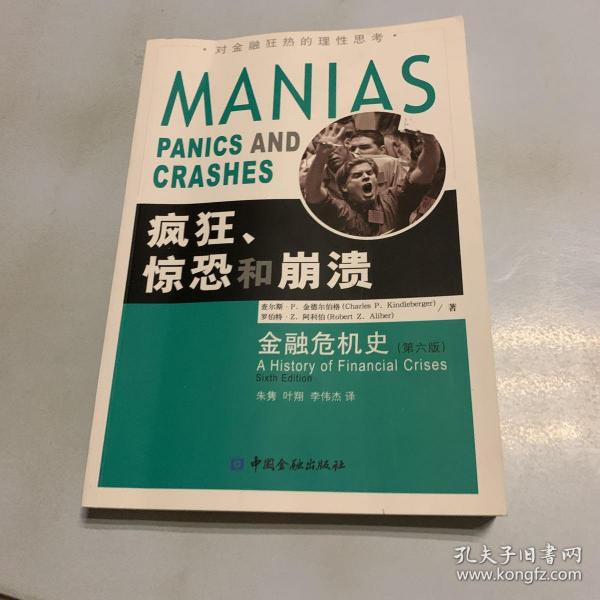 ·对金融狂热的理性思考·
MANIAS
PANICS AND
CRASHES
疯狂、
惊恐和崩溃
查尔斯·P. 金德尔伯格(Charles P. Kindleberger)
罗伯特·Z. 阿利伯(Robert Z. Aliber)
/ 著
金融危机史(第六版)
A History of Financial Crises
Sixth Edition
朱隽 叶翔 李伟杰 译
中国金融出版社
孔夫子旧书网
www.kongfz.com